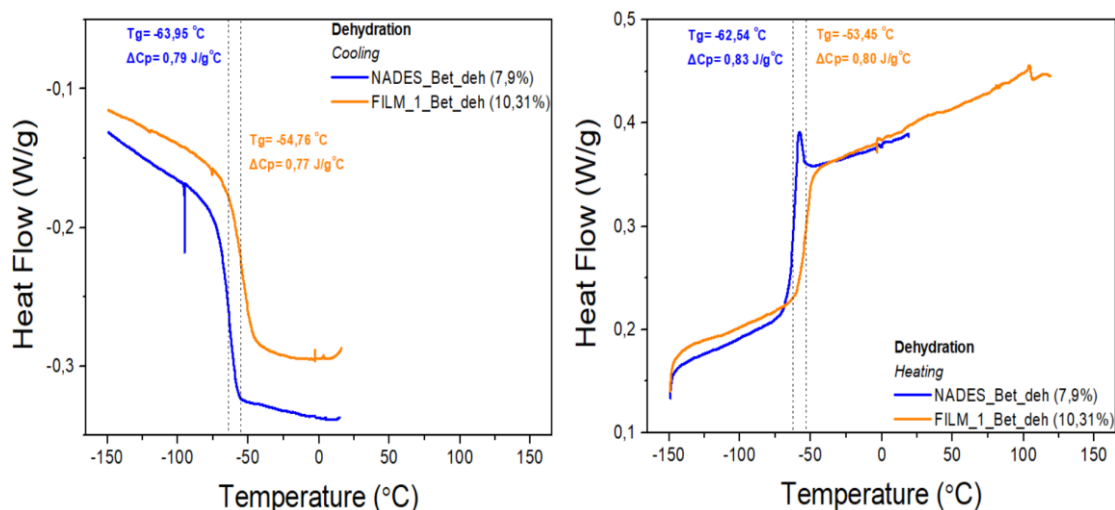 Tg= -63,95 °C
ΔCp= 0,79 J/g°C
Dehydration
Cooling
NADES_Bet_deh (7,9%)
FILM_1_Bet_deh (10,31%)
Tg= -54,76 °C
ΔCp= 0,77 J/g°C
-0,1
-0,2
-0,3
Heat Flow (W/g)
-150
-100
-50
0
50
100
150
Temperature (°C)
Tg= -62,54 °C
ΔCp= 0,83 J/g°C
Tg= -53,45 °C
ΔCp= 0,80 J/g°C
0,5
0,4
0,3
0,2
0,1
Heat Flow (W/g)
Dehydration
Heating
NADES_Bet_deh (7,9%)
FILM_1_Bet_deh (10,31%)
-150
-100
-50
0
50
100
150
Temperature (°C)